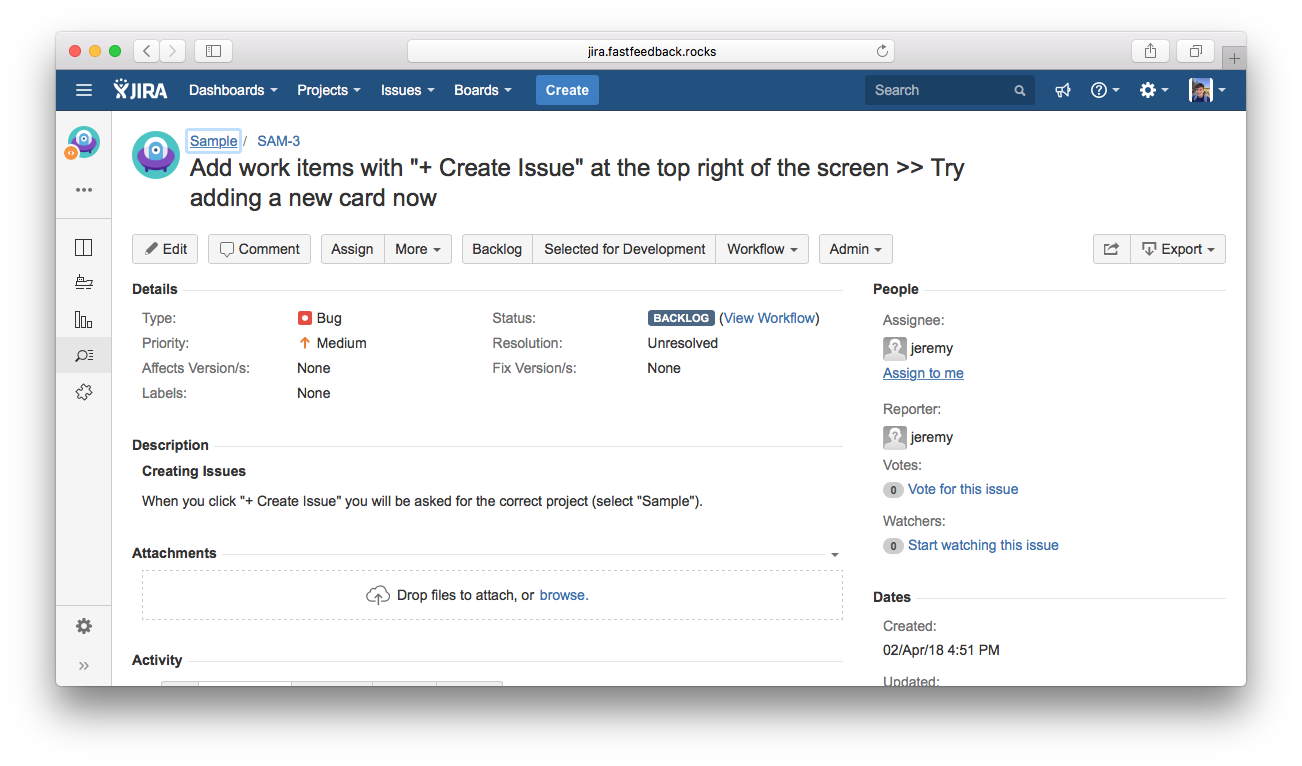 jira.fastfeedback.rocks
JIRA Dashboards Projects Issues Boards Create Search
Sample / SAM-3
Add work items with "+ Create Issue" at the top right of the screen >> Try
adding a new card now
Edit Comment Assign More Backlog Selected for Development Workflow Admin Export
Details
Type: Bug Status: BACKLOG (View Workflow)
Priority: Medium Resolution: Unresolved
Affects Version/s: None Fix Version/s: None
Labels: None
Description
Creating Issues
When you click "+ Create Issue" you will be asked for the correct project (select "Sample").
Attachments
Drop files to attach, or browse.
Activity
People
Assignee:
jeremy
Assign to me
Reporter:
jeremy
Votes:
0 Vote for this issue
Watchers:
0 Start watching this issue
Dates
Created:
02/Apr/18 4:51 PM
Updated: